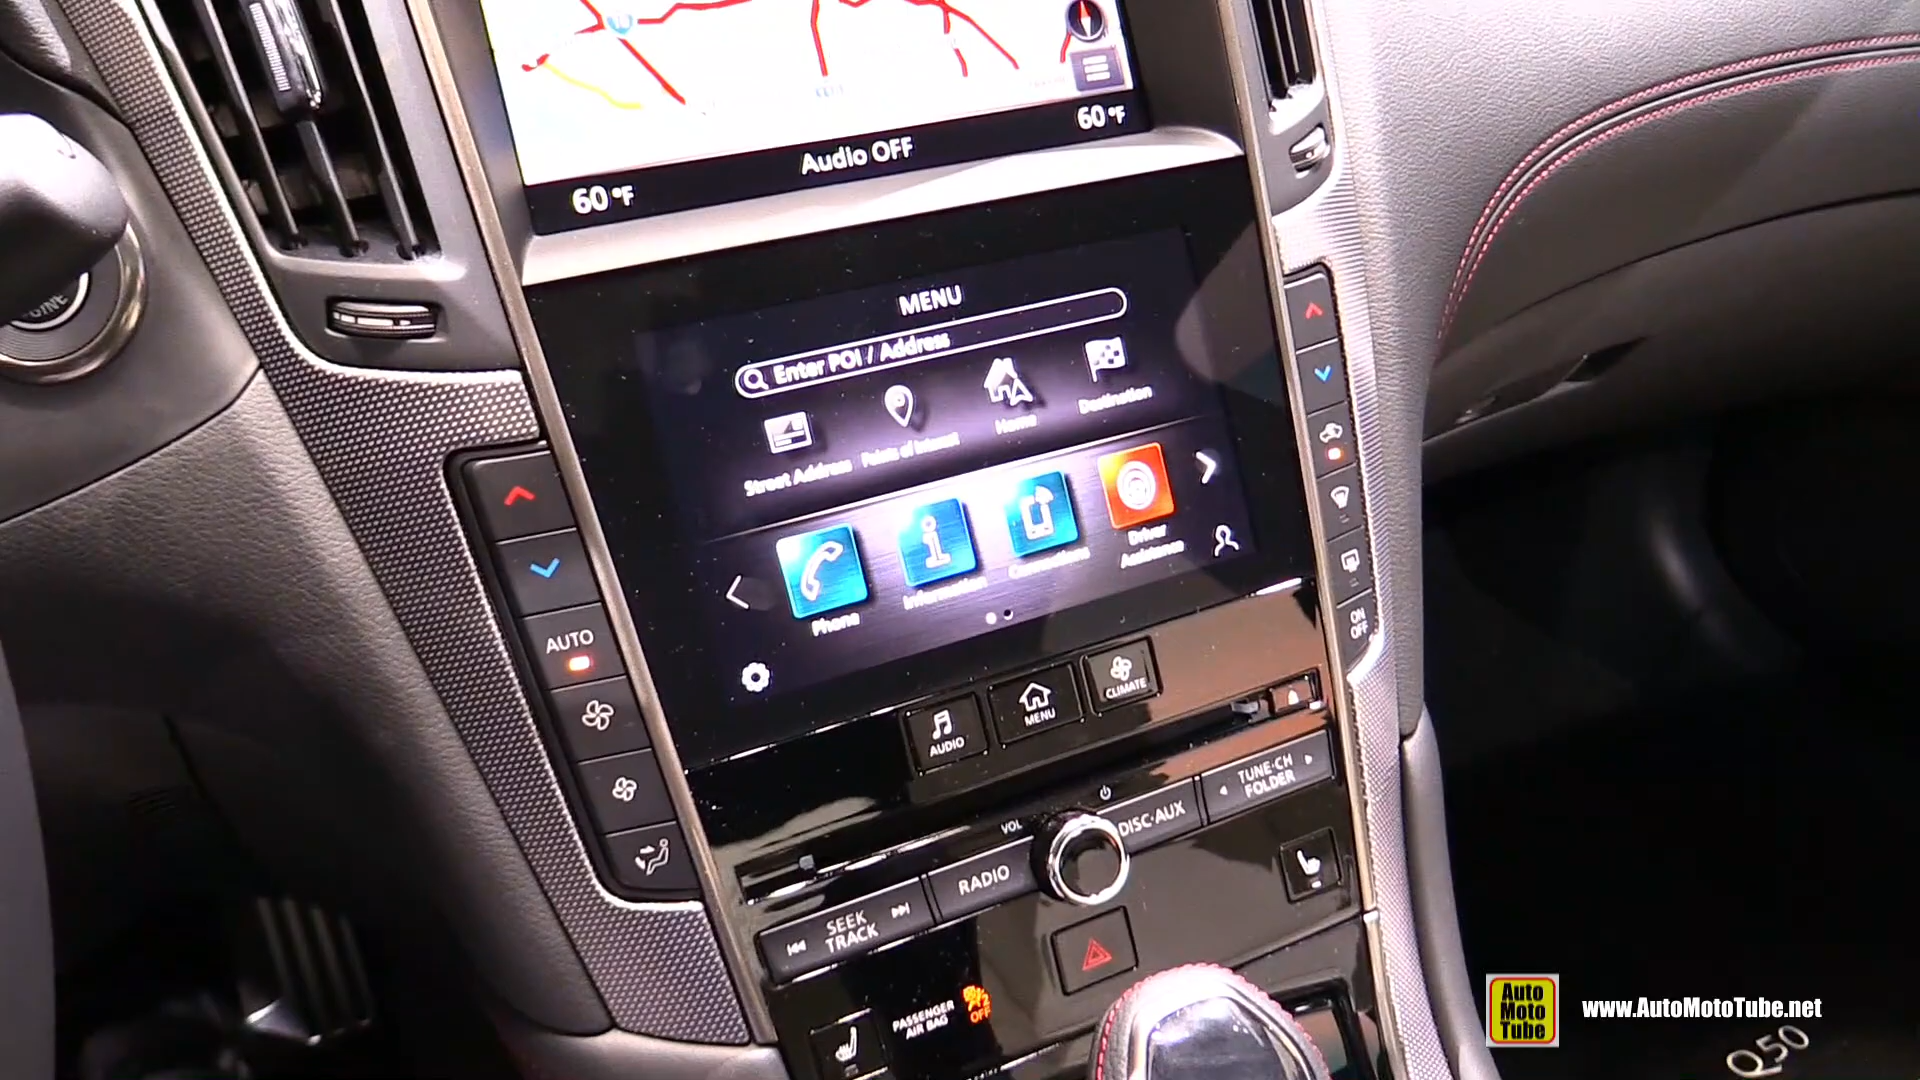 60 °F
Audio OFF
60 °F
MENU
Enter POI / Address
Street Address
Points of Interest
Home
Destination
Phone
Information
Connections
Driver
Assistance
AUTO
ON
OFF
AUDIO
MENU
CLIMATE
VOL
RADIO
DISC·AUX
TUNE·CH
FOLDER
SEEK
TRACK
PASSENGER
AIR BAG
OFF
Auto
Moto
Tube
www.AutoMotoTube.net
Q50